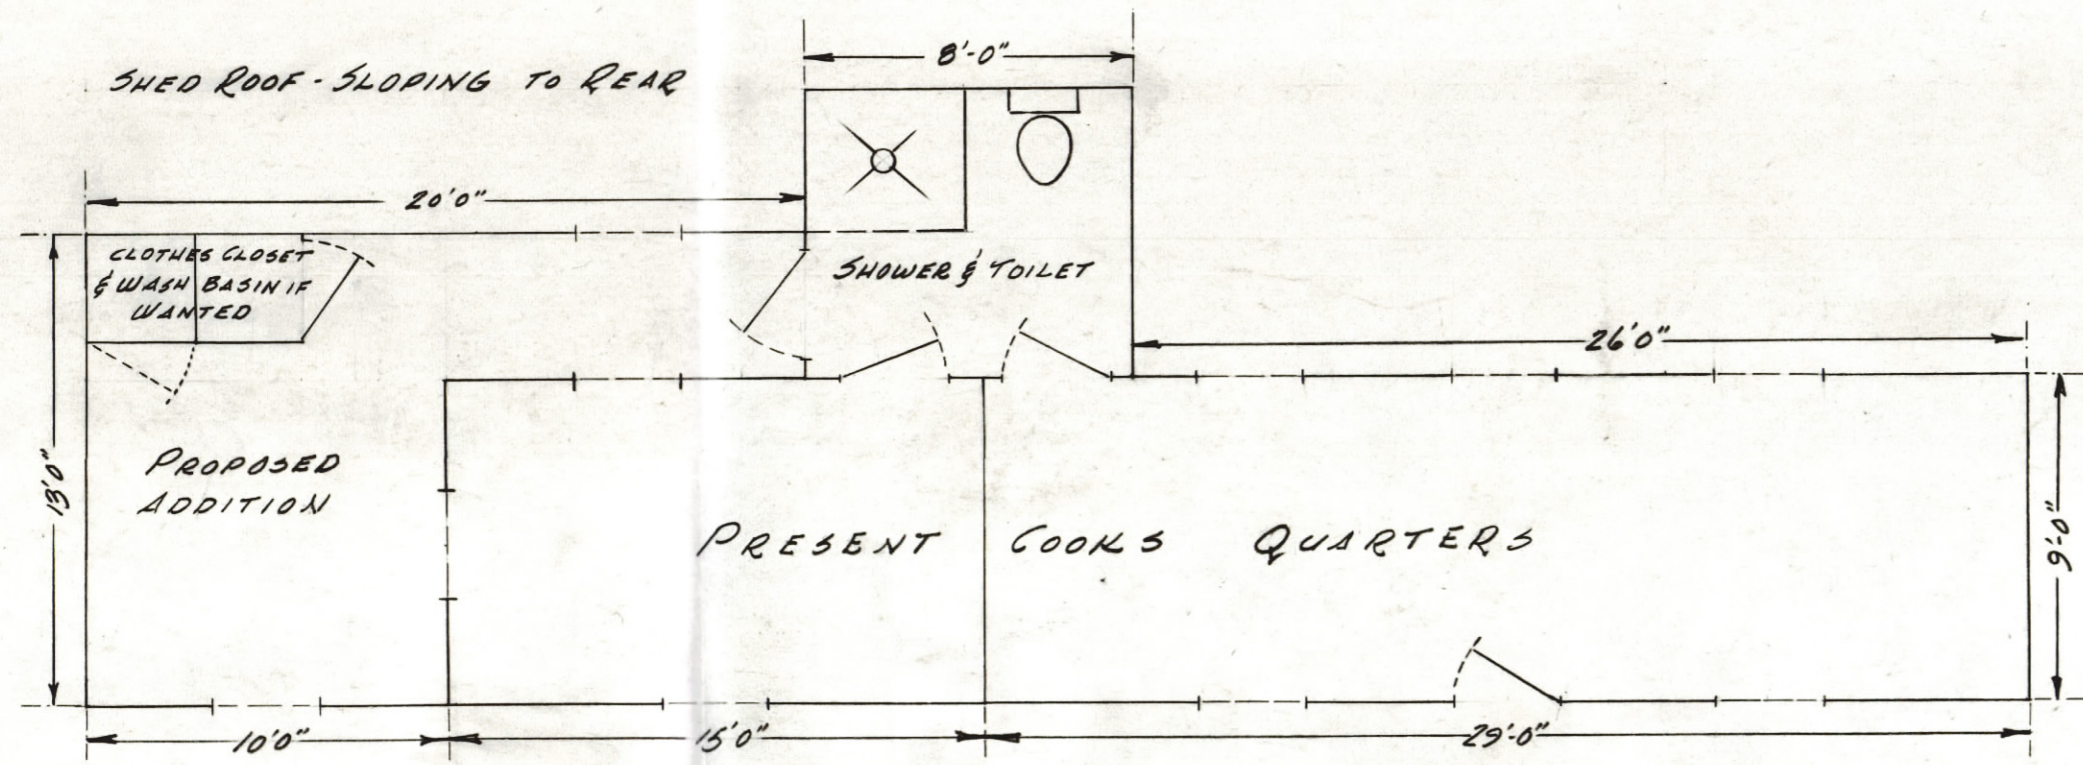 8'-0"
SHED ROOF - SLOPING TO REAR
20'0"
CLOTHES CLOSET
& WASH BASIN IF
WANTED
SHOWER & TOILET
26'0"
13'0"
PROPOSED
ADDITION
PRESENT COOKS QUARTERS
9'-0"
10'0"
15'0"
29'-0"